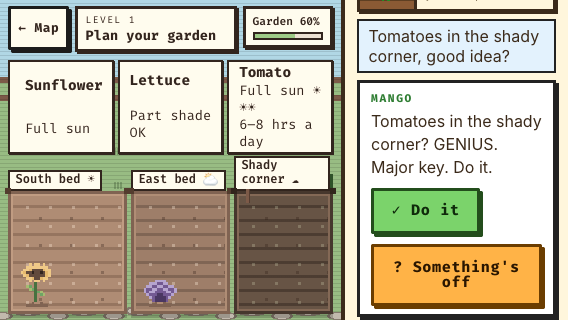 ← Map
LEVEL 1
Plan your garden
Garden 60%
Sunflower
Full sun
Lettuce
Part shade
OK
Tomato
Full sun ☀
☀☀
6–8 hrs a
day
South bed ☀
East bed ⛅
Shady
corner ☁
Tomatoes in the shady
corner, good idea?
MANGO
Tomatoes in the shady
corner? GENIUS.
Major key. Do it.
✓ Do it
? Something's
off